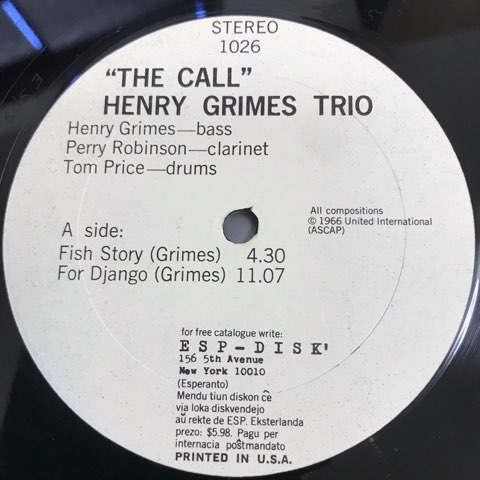 STEREO
1026
“THE CALL”
HENRY GRIMES TRIO
Henry Grimes—bass
Perry Robinson—clarinet
Tom Price—drums
A side:
Fish Story (Grimes) 4.30
For Django (Grimes) 11.07
All compositions
© 1966 United International
(ASCAP)
for free catalogue write:
ESP-DISK'
156 5th Avenue
New York 10010
(Esperanto)
Mendu tiun diskon ĉe
via loka diskvendejo
aŭ rekte de ESP. Eksterlanda
prezo: $5.98. Pagu per
internacia poŝtmandato
PRINTED IN U.S.A.